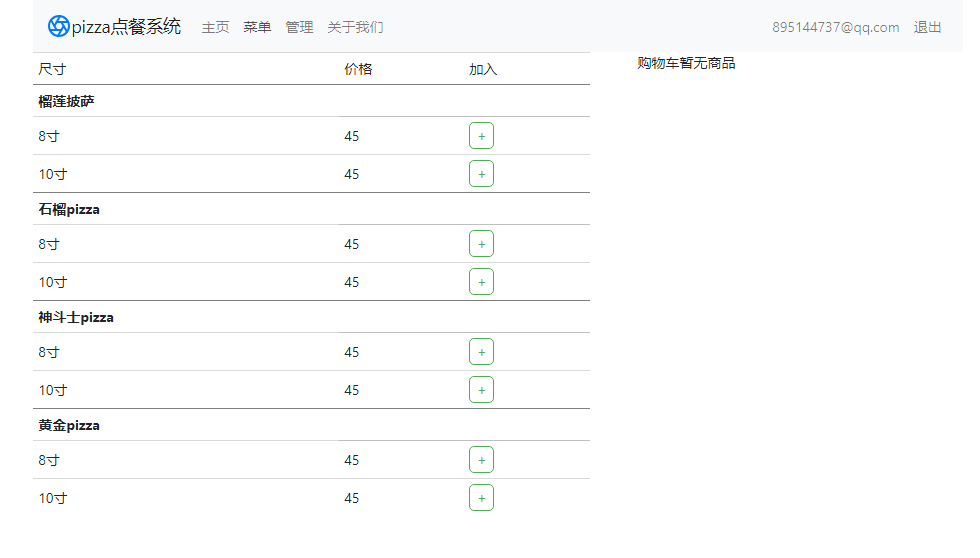 pizza点餐系统 主页 菜单 管理 关于我们 895144737@qq.com 退出
尺寸 价格 加入
购物车暂无商品
榴莲披萨
8寸 45 +
10寸 45 +
石榴pizza
8寸 45 +
10寸 45 +
神斗士pizza
8寸 45 +
10寸 45 +
黄金pizza
8寸 45 +
10寸 45 +